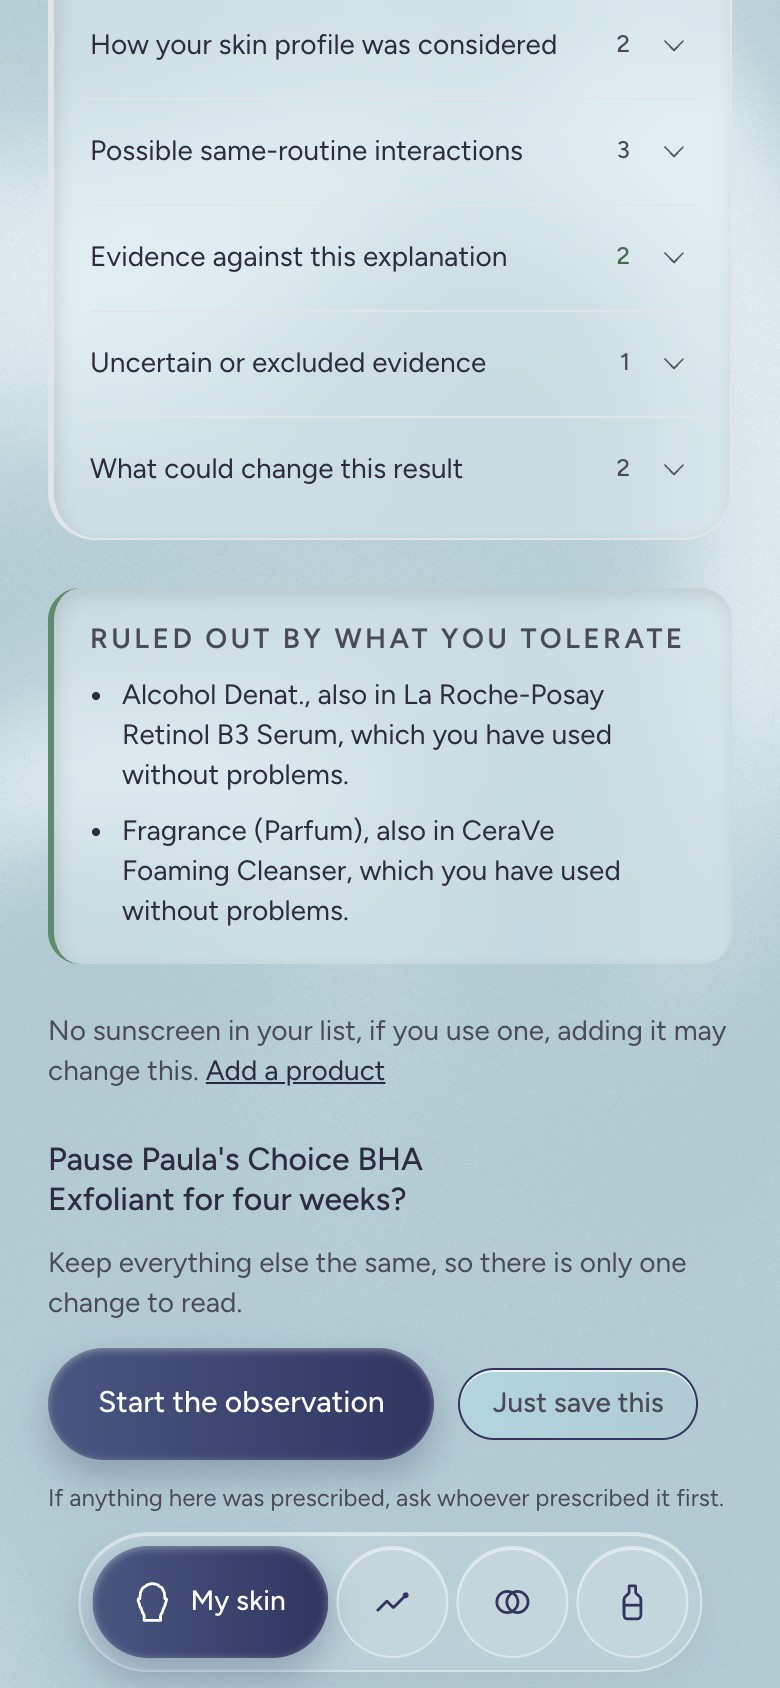 How your skin profile was considered 2
Possible same-routine interactions 3
Evidence against this explanation 2
Uncertain or excluded evidence 1
What could change this result 2
RULED OUT BY WHAT YOU TOLERATE
• Alcohol Denat., also in La Roche-Posay
Retinol B3 Serum, which you have used
without problems.
• Fragrance (Parfum), also in CeraVe
Foaming Cleanser, which you have used
without problems.
No sunscreen in your list, if you use one, adding it may
change this. Add a product
Pause Paula's Choice BHA
Exfoliant for four weeks?
Keep everything else the same, so there is only one
change to read.
Start the observation
Just save this
If anything here was prescribed, ask whoever prescribed it first.
My skin